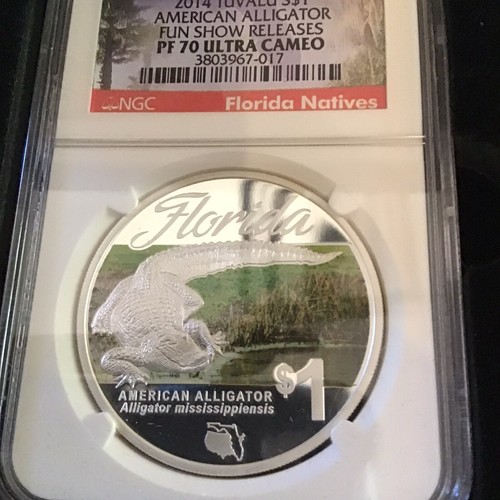 2014 TUVALU S$1
AMERICAN ALLIGATOR
FUN SHOW RELEASES
PF 70 ULTRA CAMEO
3803967-017
NGC
Florida Natives
Florida
$1
AMERICAN ALLIGATOR
Alligator mississippiensis